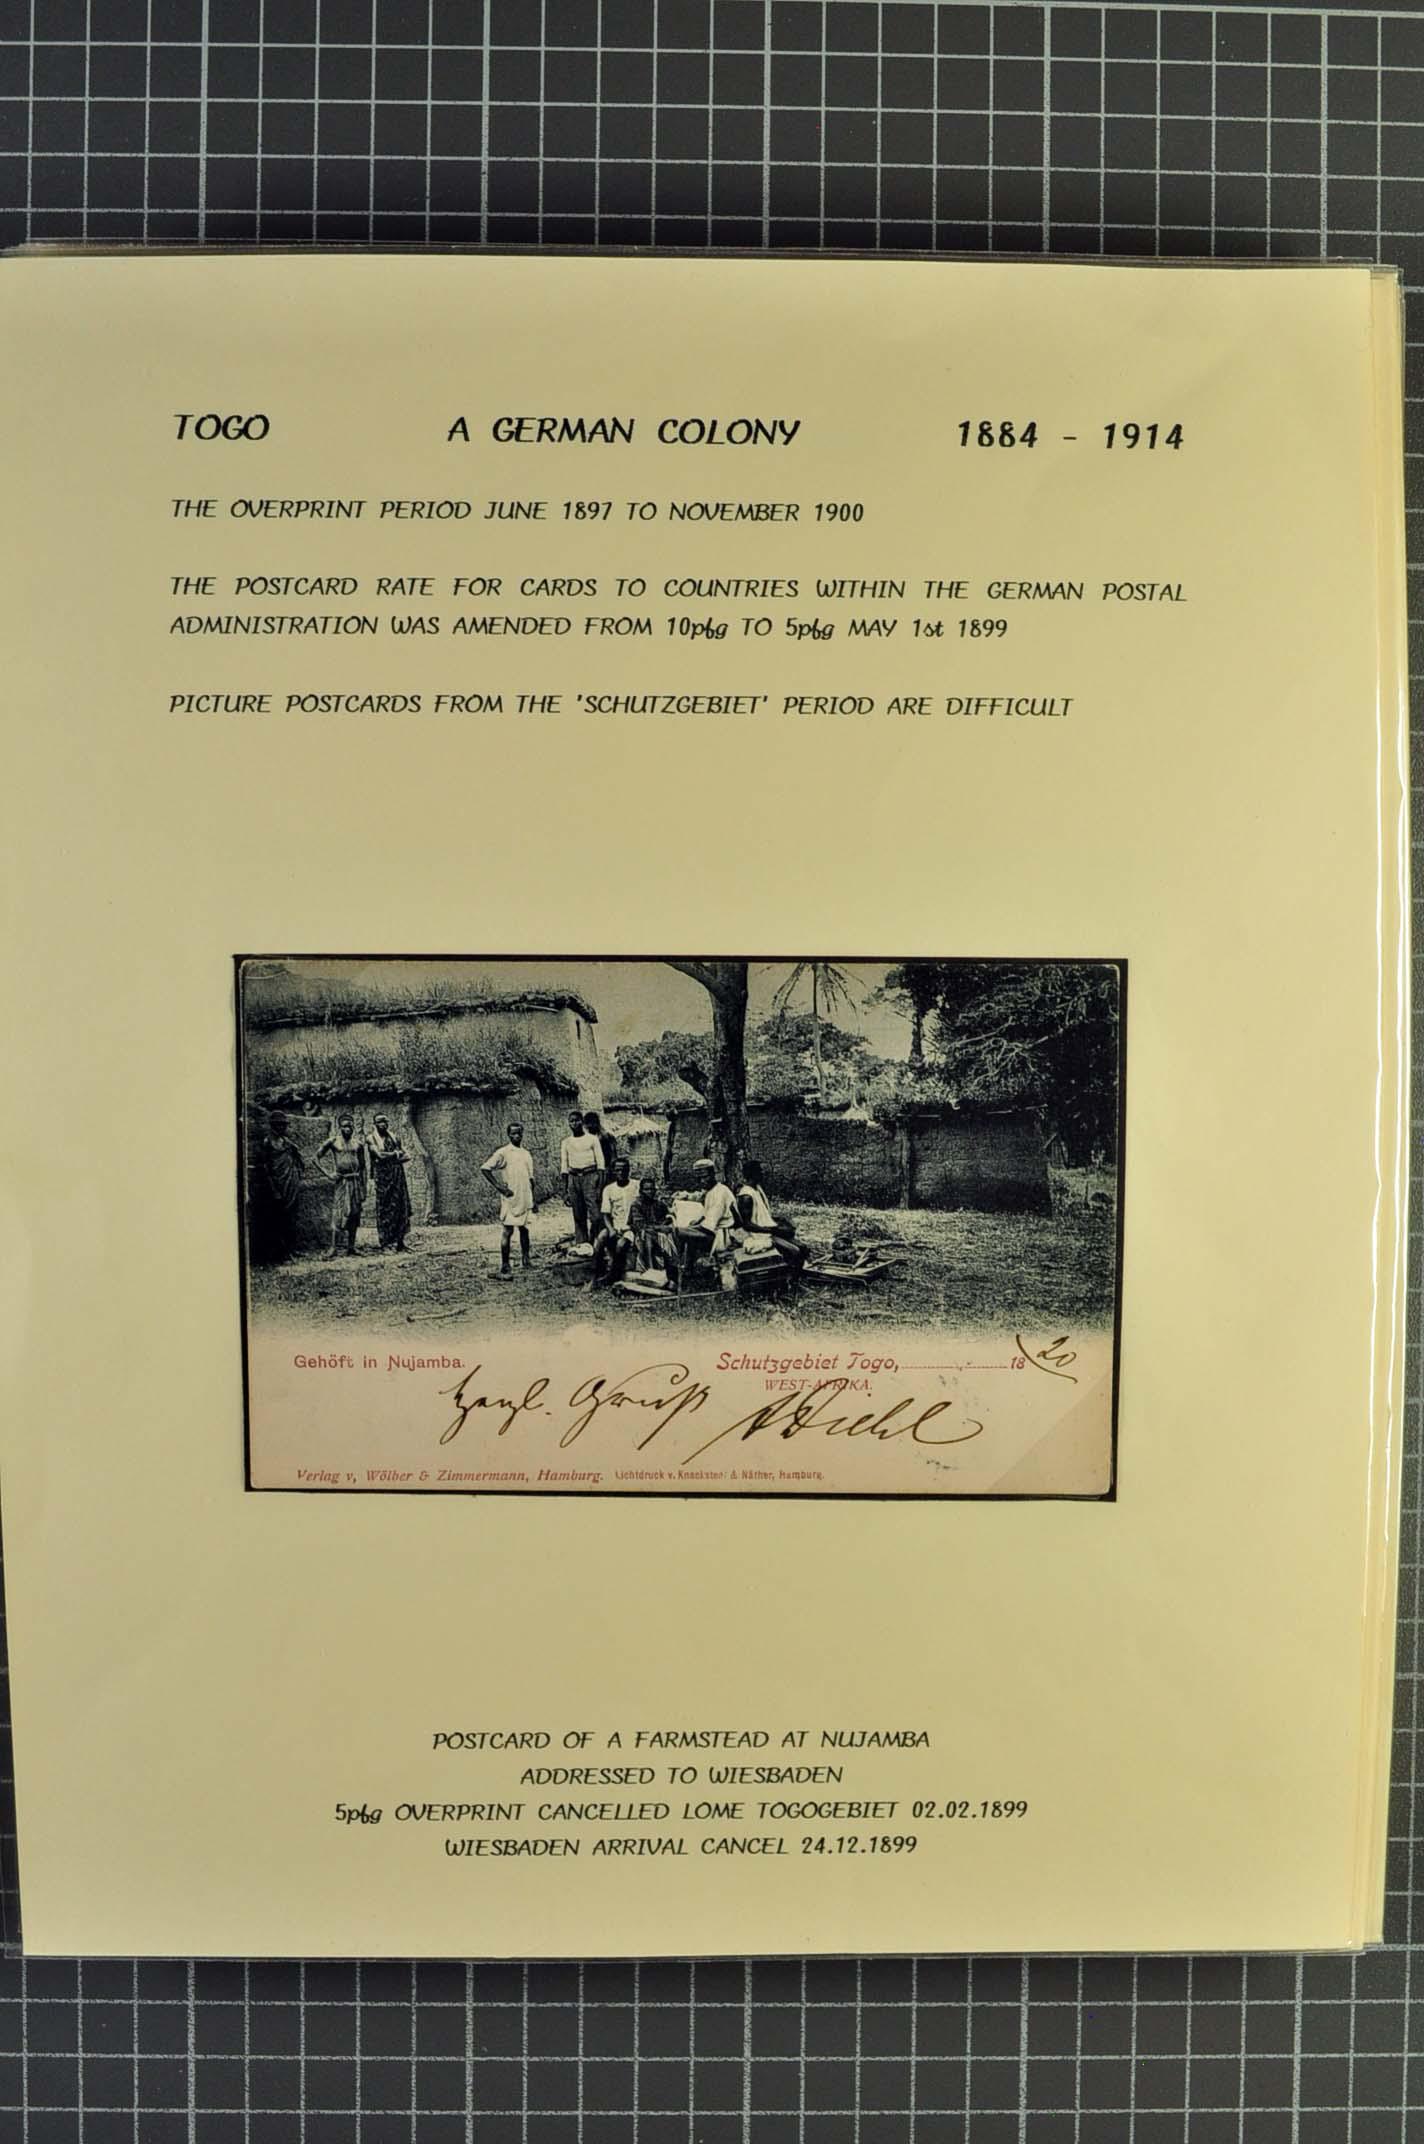 TOGO A GERMAN COLONY 1884 - 1914
THE OVERPRINT PERIOD JUNE 1897 TO NOVEMBER 1900
THE POSTCARD RATE FOR CARDS TO COUNTRIES WITHIN THE GERMAN POSTAL
ADMINISTRATION WAS AMENDED FROM 10pfg TO 5pfg MAY 1st 1899
PICTURE POSTCARDS FROM THE 'SCHUTZGEBIET' PERIOD ARE DIFFICULT
Gehöft in Nujamba.
Schutzgebiet Togo, 18 20
WEST-AFRIKA.
Herzl. Gruß ADiehl
Verlag v, Wölber & Zimmermann, Hamburg. Lichtdruck v. Knackstedt & Näther, Hamburg.
POSTCARD OF A FARMSTEAD AT NUJAMBA
ADDRESSED TO WIESBADEN
5pfg OVERPRINT CANCELLED LOME TOGOGEBIET 02.02.1899
WIESBADEN ARRIVAL CANCEL 24.12.1899